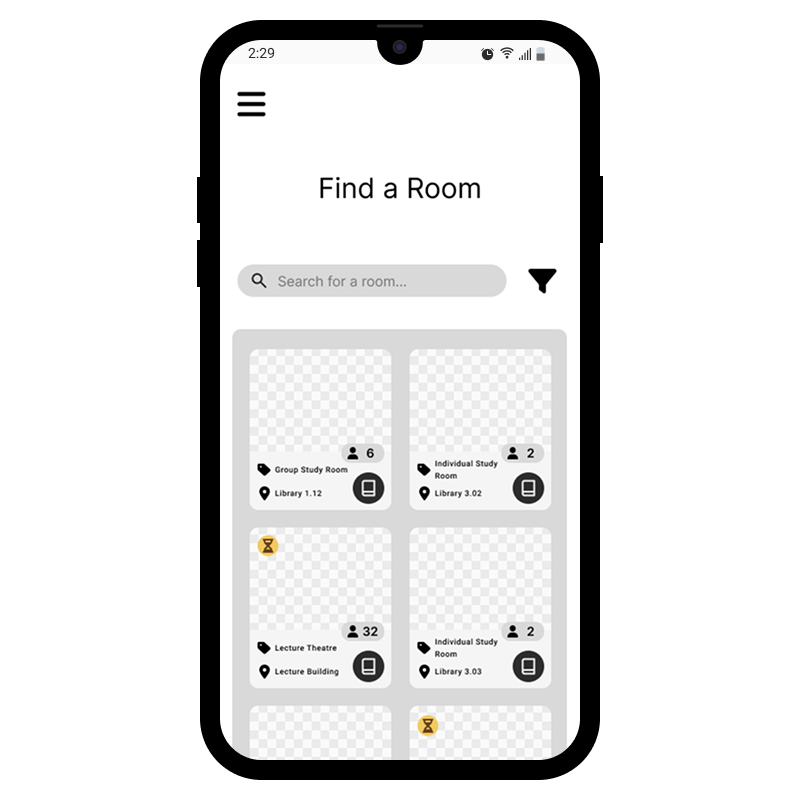 2:29
Find a Room
Search for a room...
6
Group Study Room
Library 1.12
2
Individual Study
Room
Library 3.02
32
Lecture Theatre
Lecture Building
2
Individual Study
Room
Library 3.03